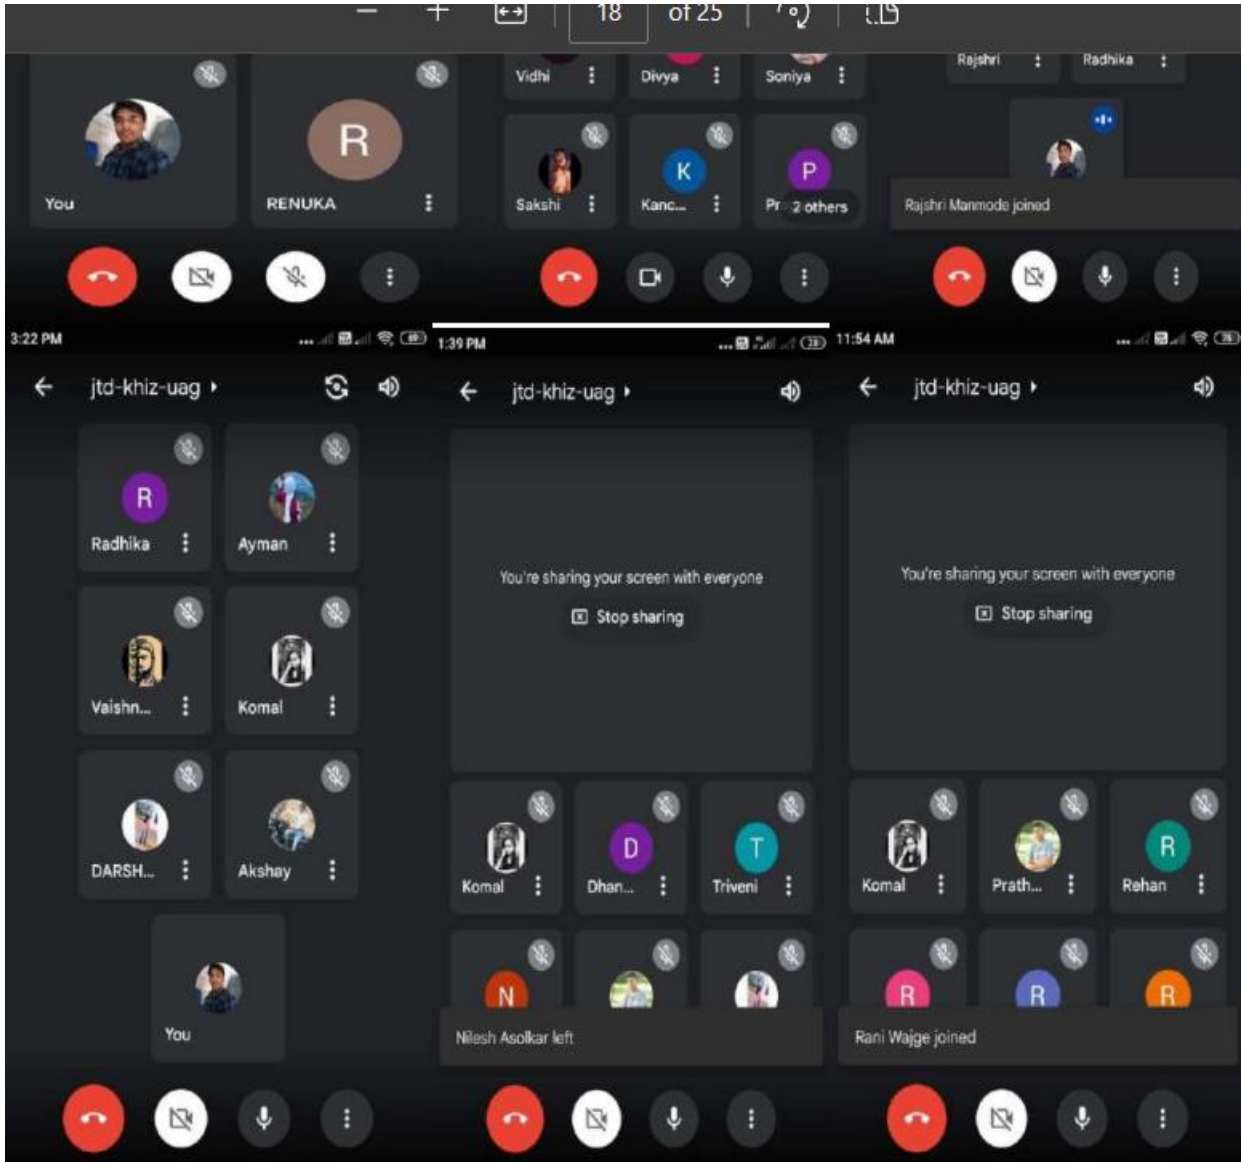 18 of 25
Vidhi Divya Soniya
Rajshri Radhika
You
R
RENUKA
Sakshi
K
Kanc...
P
Pr
2 others
Rajshri Manmode joined
3:22 PM
jtd-khiz-uag
R
Radhika Ayman
Vaishn... Komal
DARSH... Akshay
You
1:39 PM
jtd-khiz-uag
You're sharing your screen with everyone
Stop sharing
D T
Komal Dhan... Triveni
N
Nilesh Asolkar left
11:54 AM
jtd-khiz-uag
You're sharing your screen with everyone
Stop sharing
R
Komal Prath... Rehan
R R R
Rani Wajge joined